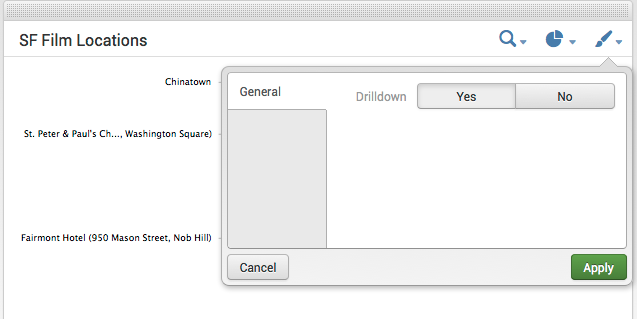 SF Film Locations
Chinatown
General
Drilldown
Yes
No
St. Peter & Paul's Ch..., Washington Square)
Fairmont Hotel (950 Mason Street, Nob Hill)
Cancel
Apply